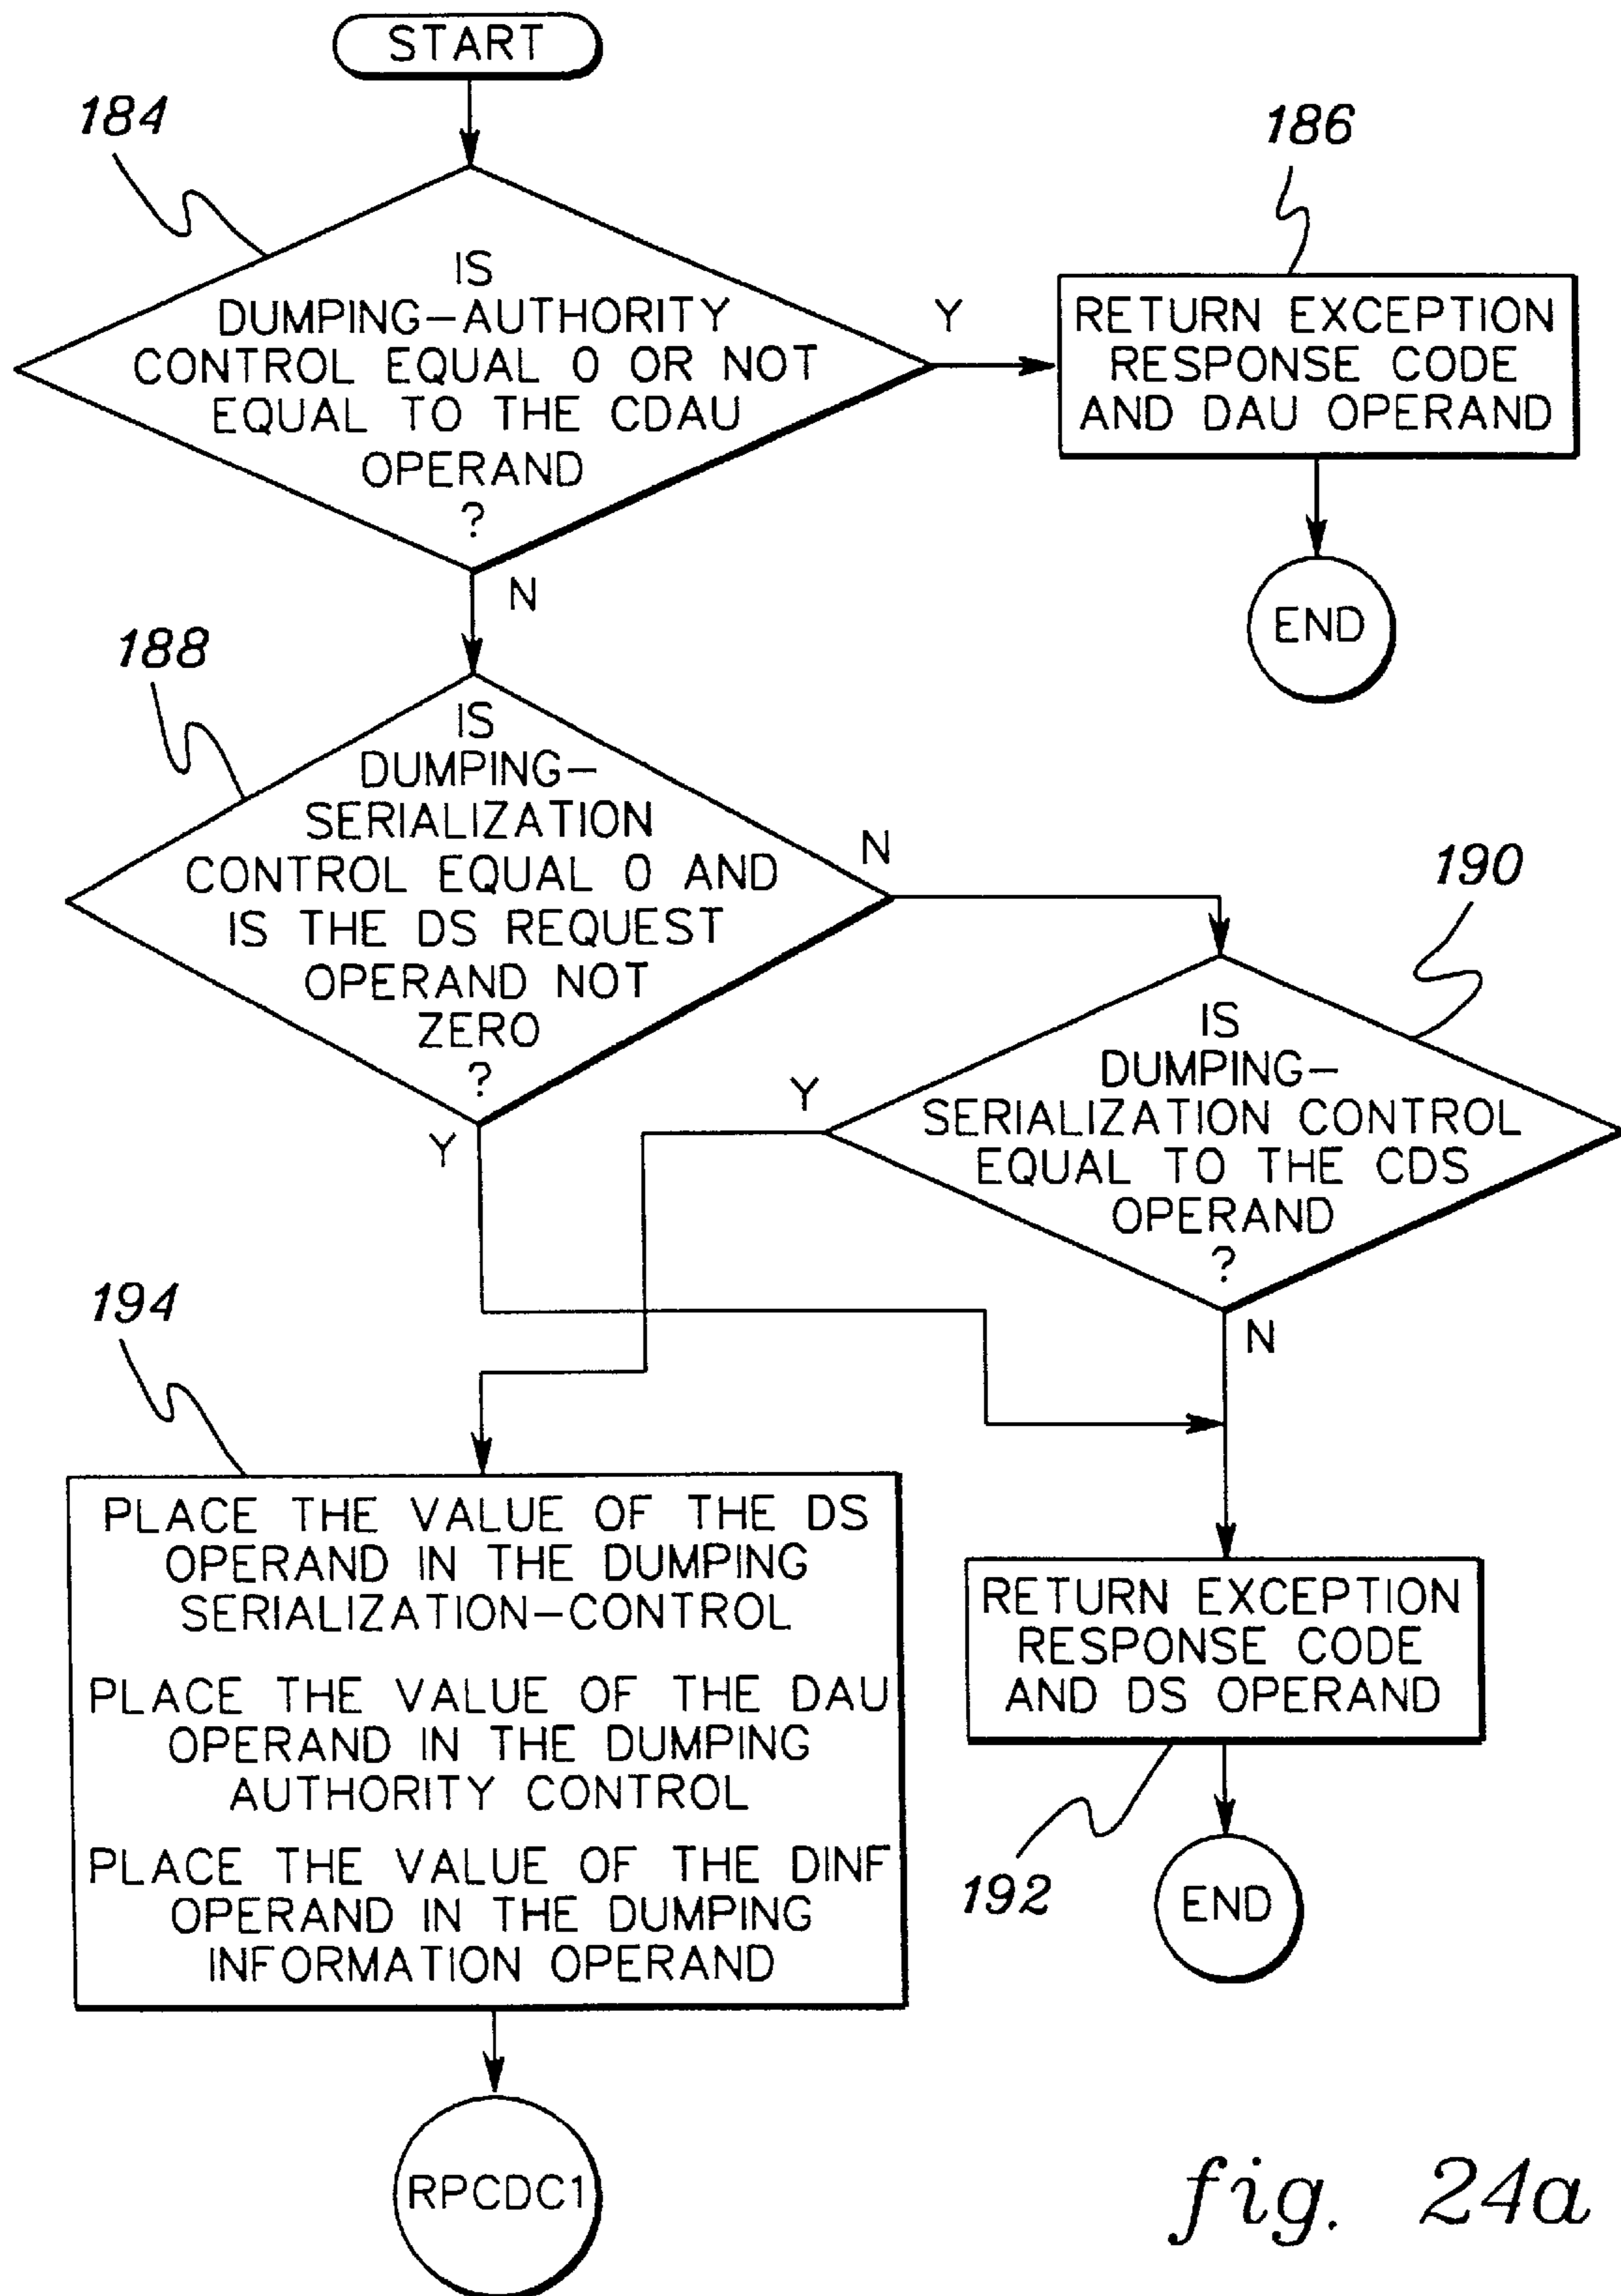 START
184
IS
DUMPING-AUTHORITY
CONTROL EQUAL 0 OR NOT
EQUAL TO THE CDAU
OPERAND
?
Y
N
186
RETURN EXCEPTION
RESPONSE CODE
AND DAU OPERAND
END
188
IS
DUMPING-
SERIALIZATION
CONTROL EQUAL 0 AND
IS THE DS REQUEST
OPERAND NOT
ZERO
?
N
Y
190
IS
DUMPING-
SERIALIZATION CONTROL
EQUAL TO THE CDS
OPERAND
?
Y
N
194
PLACE THE VALUE OF THE DS
OPERAND IN THE DUMPING
SERIALIZATION-CONTROL
PLACE THE VALUE OF THE DAU
OPERAND IN THE DUMPING
AUTHORITY CONTROL
PLACE THE VALUE OF THE DINF
OPERAND IN THE DUMPING
INFORMATION OPERAND
RETURN EXCEPTION
RESPONSE CODE
AND DS OPERAND
192
END
RPCDC1
fig. 24a